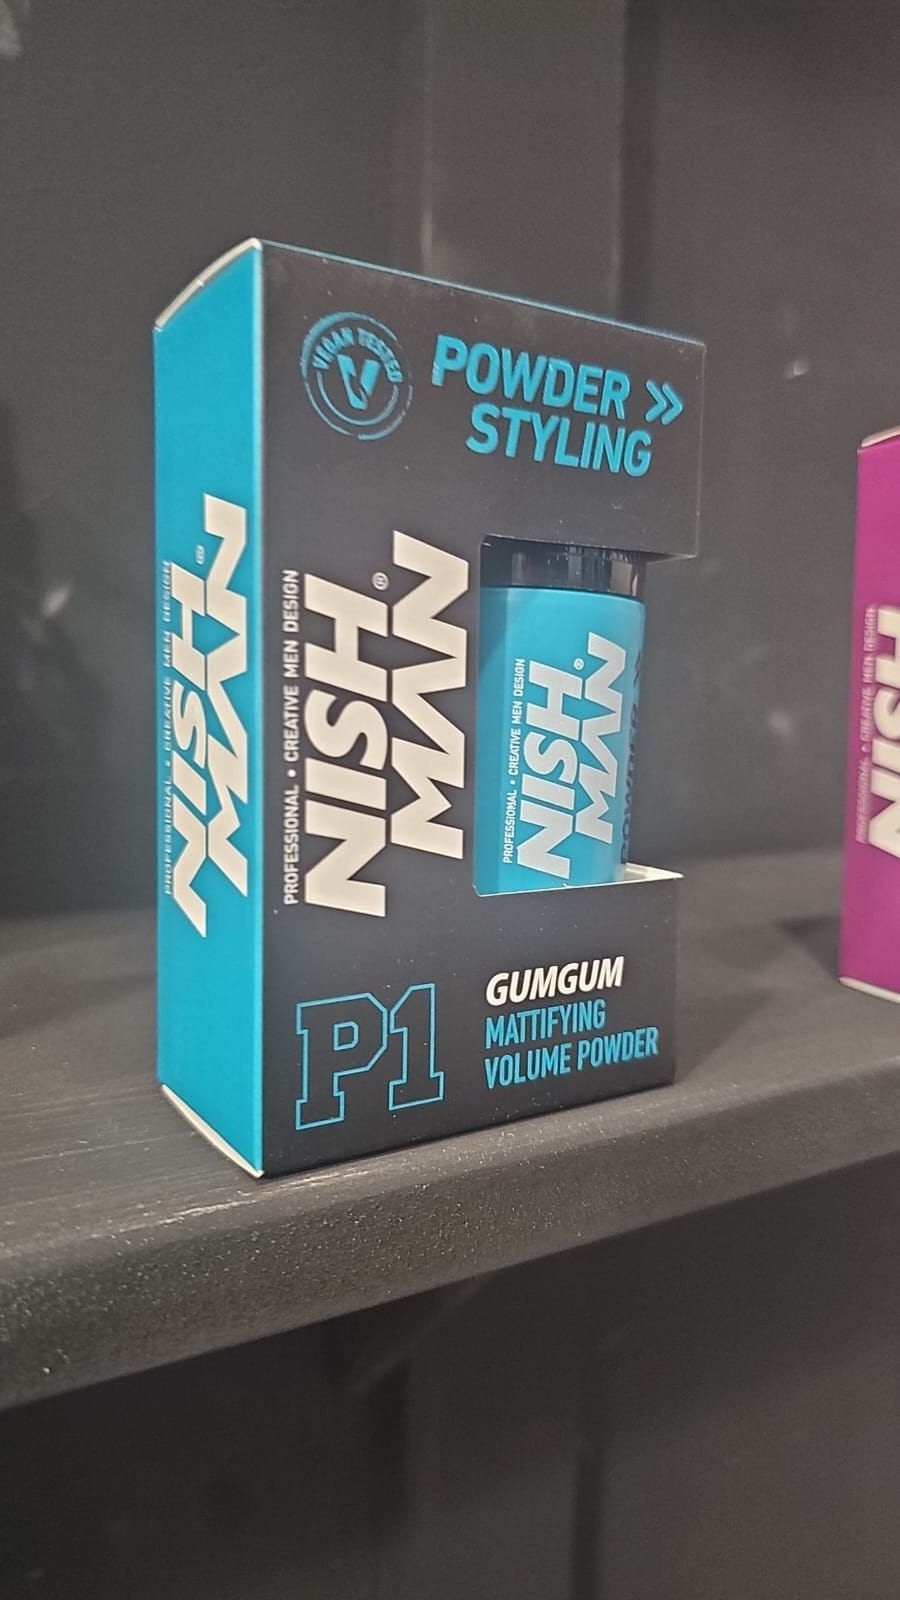 VEGAN TESTED
V
POWDER >>
STYLING
PROFESSIONAL • CREATIVE MEN DESIGN
NISH
MAN®
PROFESSIONAL • CREATIVE MEN DESIGN
NISH®
MAN
PROFESSIONAL • CREATIVE MEN DESIGN
NISH®
MAN
POWDER
P1
GUMGUM
MATTIFYING
VOLUME POWDER
PROFESSIONAL • CREATIVE MEN DESIGN
NISH